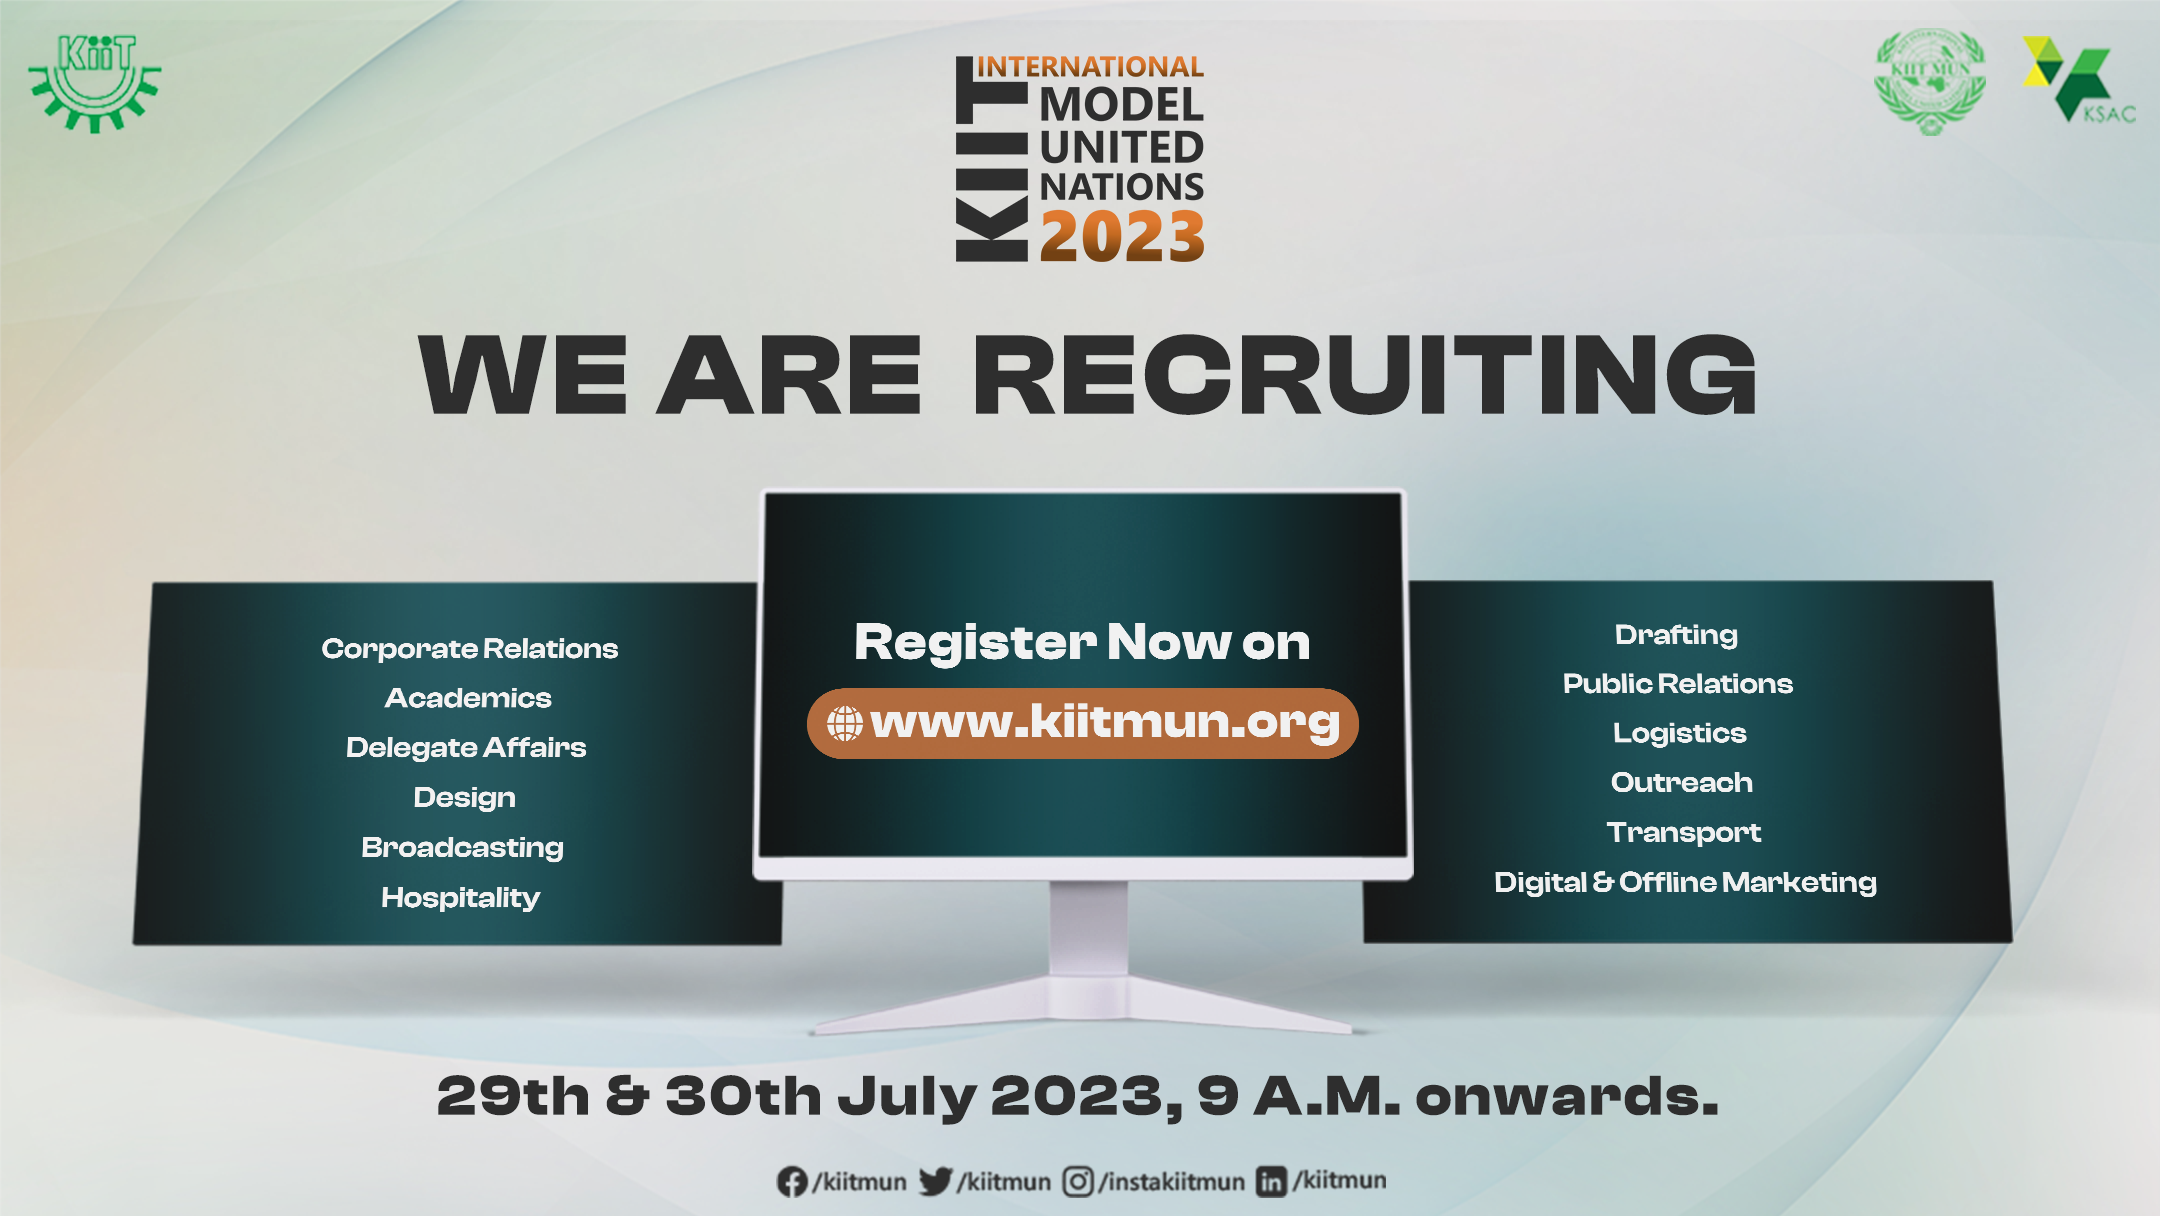 KiiT
KIIT MUN
KSAC
KIIT
INTERNATIONAL
MODEL
UNITED
NATIONS
2023
WE ARE RECRUITING
Corporate Relations
Academics
Delegate Affairs
Design
Broadcasting
Hospitality
Register Now on
www.kiitmun.org
Drafting
Public Relations
Logistics
Outreach
Transport
Digital & Offline Marketing
29th & 30th July 2023, 9 A.M. onwards.
/kiitmun /kiitmun /instakiitmun /kiitmun